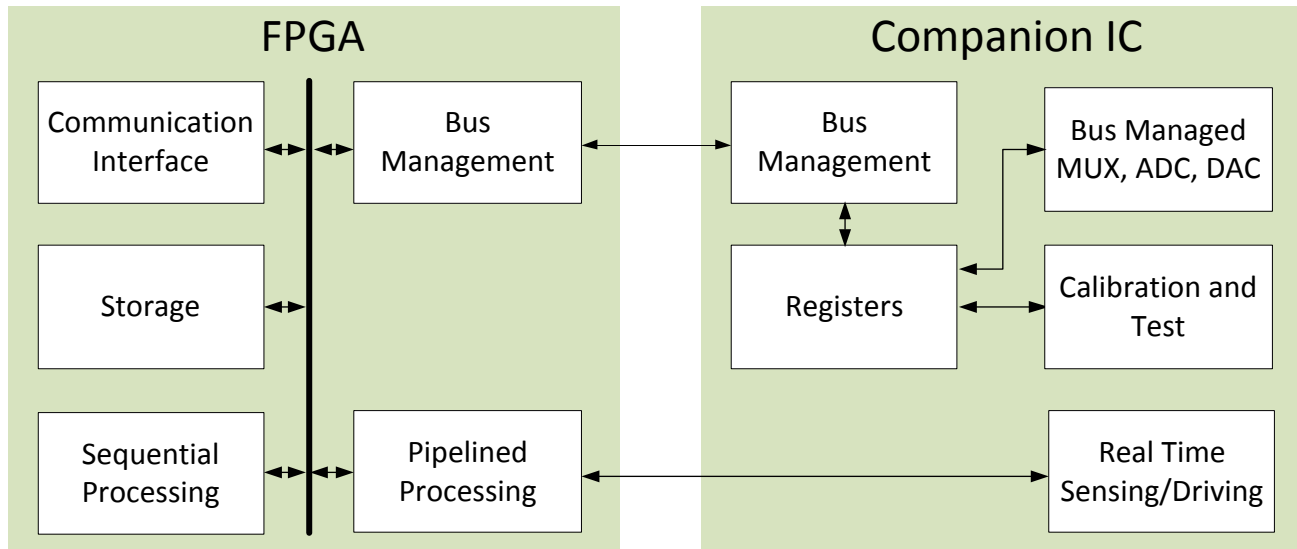 FPGA
Communication
Interface
Bus
Management
Storage
Sequential
Processing
Pipelined
Processing
Companion IC
Bus
Management
Bus Managed
MUX, ADC, DAC
Registers
Calibration and
Test
Real Time
Sensing/Driving